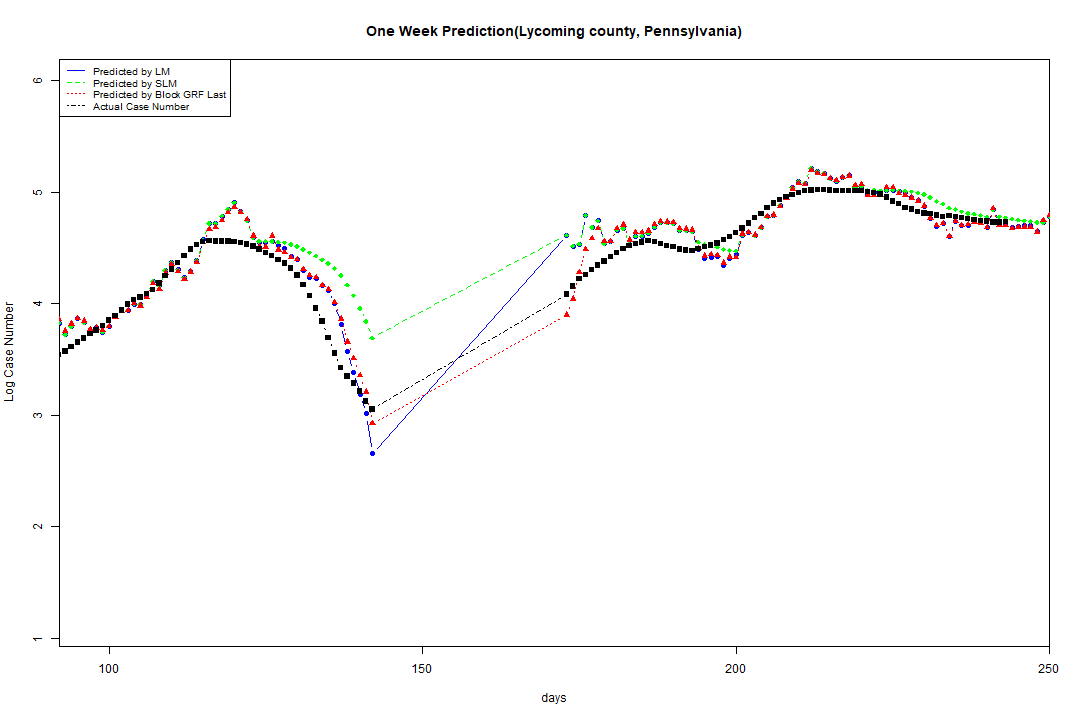 One Week Prediction(Lycoming county, Pennsylvania)
Predicted by LM
Predicted by SLM
Predicted by Block GRF Last
Actual Case Number
6
5
4
3
2
1
Log Case Number
100
150
200
250
days